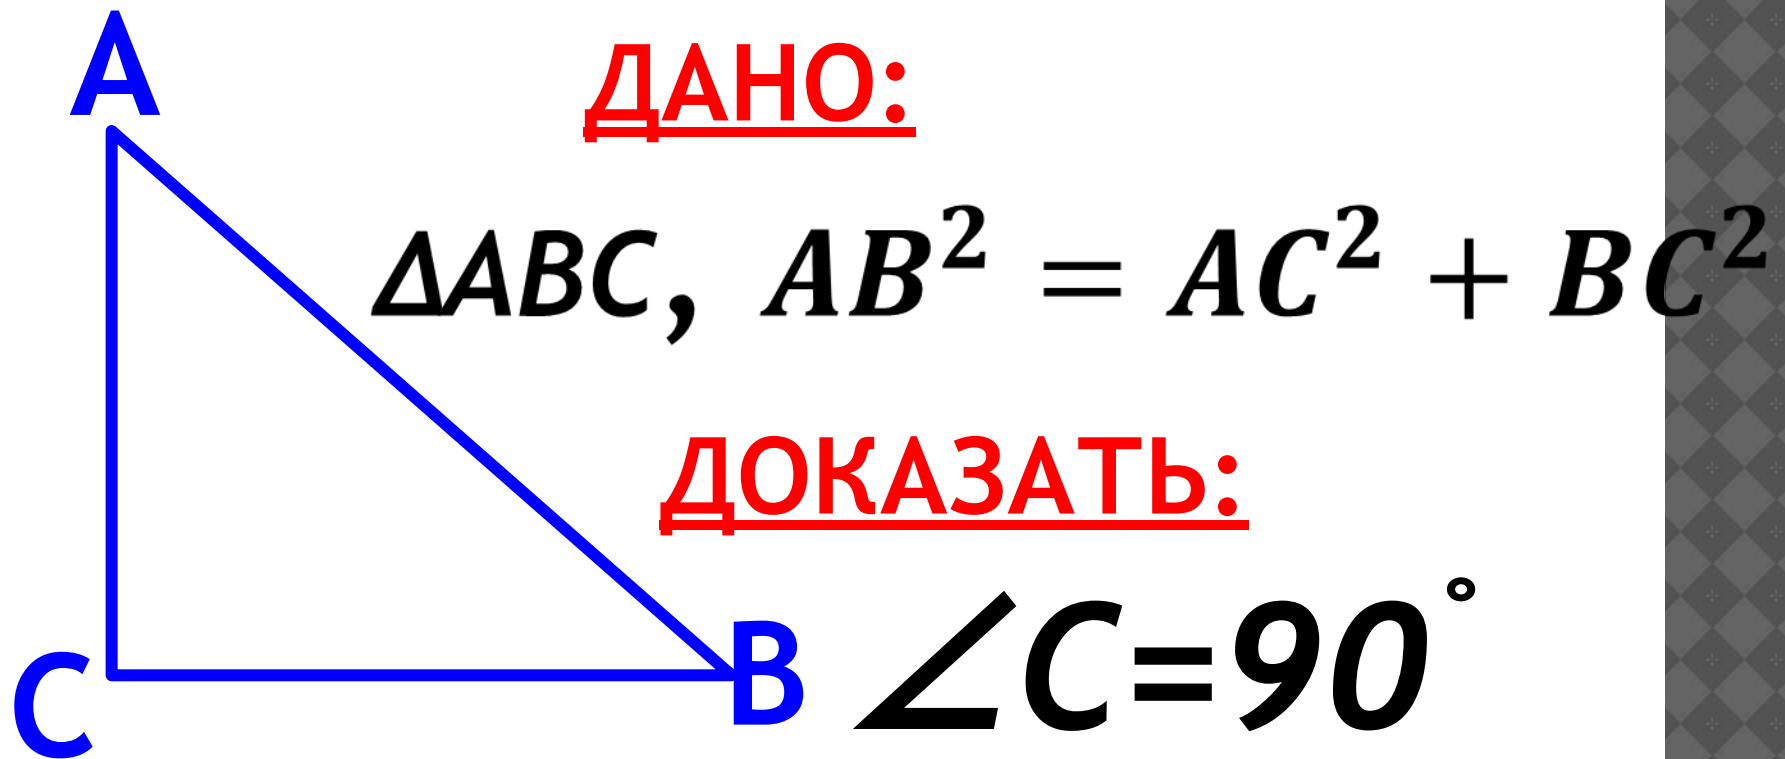 A
ДАНО:
ΔABC, AB² = AC² + BC²
ДОКАЗАТЬ:
C
B
∠C=90°